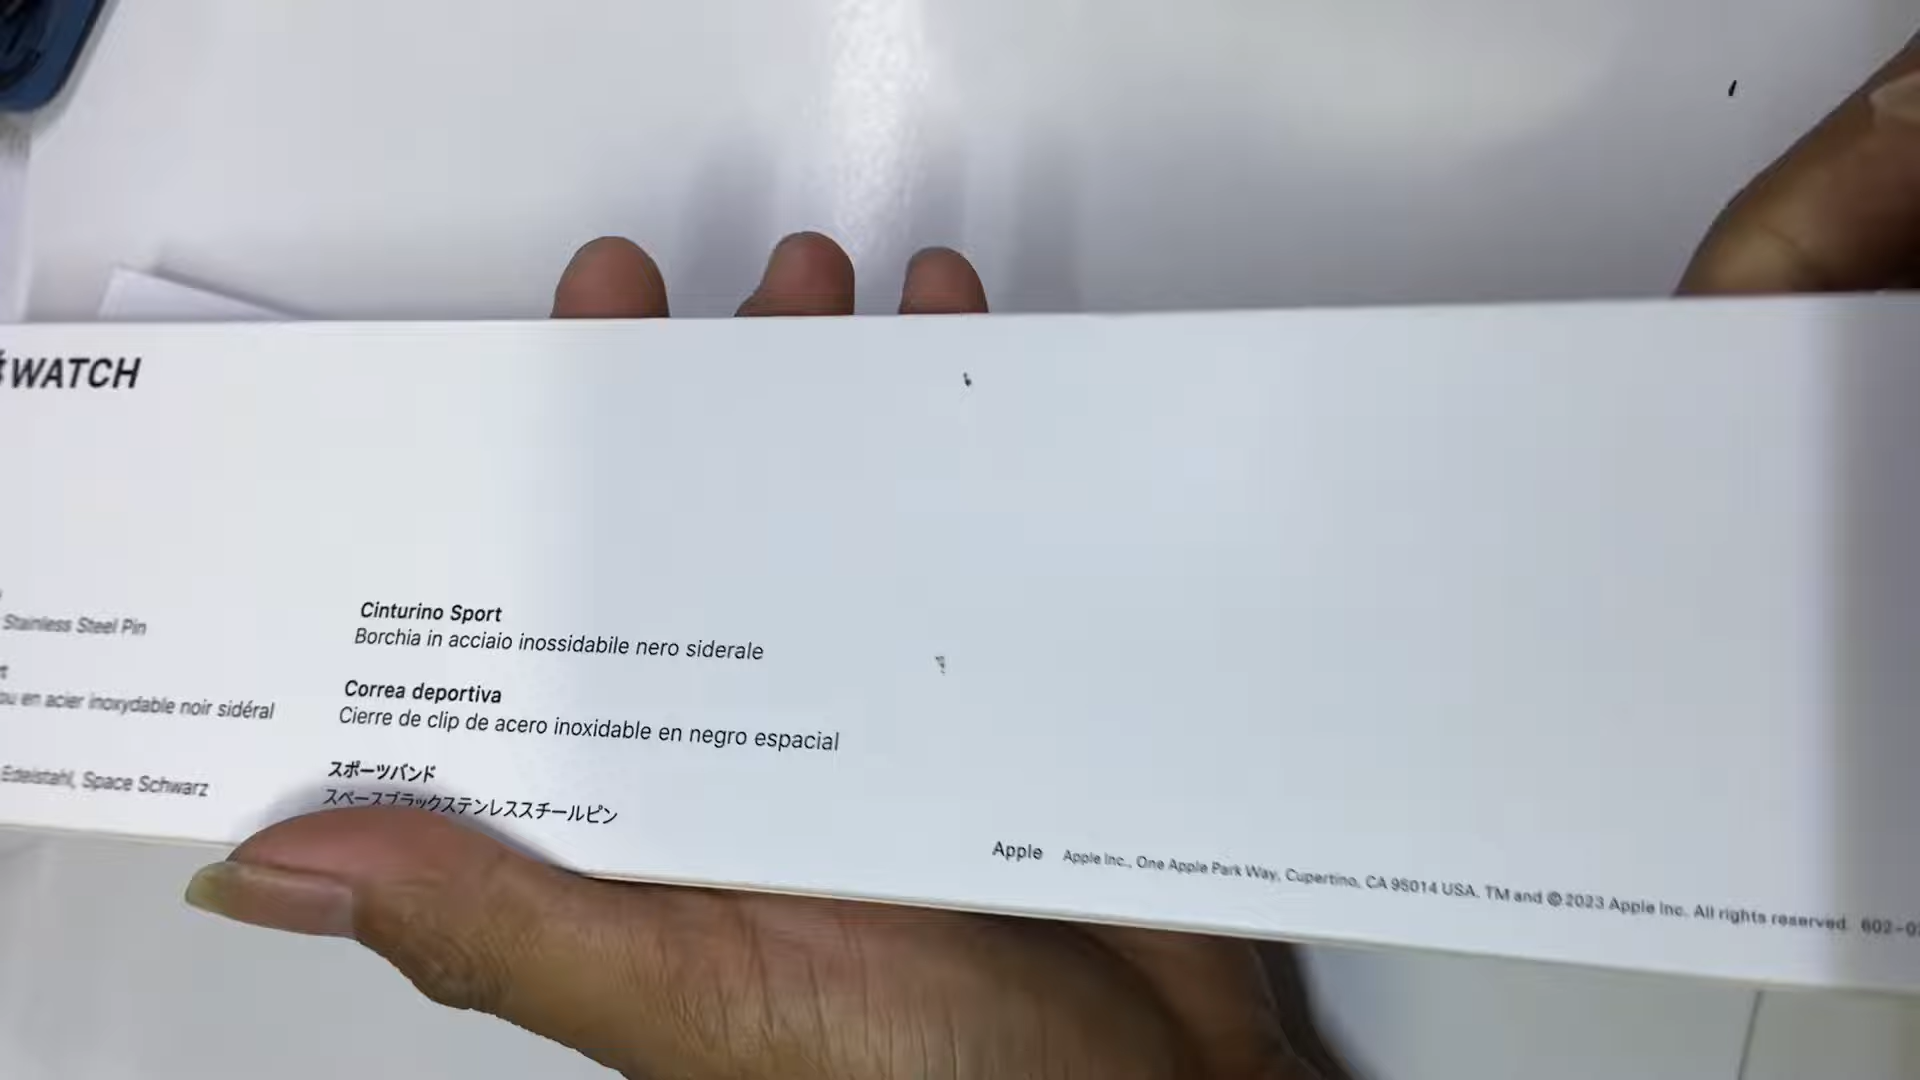 WATCH
Stainless Steel Pin
en acier inoxydable noir sidéral
Edelstahl, Space Schwarz
Cinturino Sport
Borchia in acciaio inossidabile nero siderale
Correa deportiva
Cierre de clip de acero inoxidable en negro espacial
スポーツバンド
スペースブラックステンレススチールピン
Apple Apple Inc., One Apple Park Way, Cupertino, CA 95014 USA. TM and © 2023 Apple Inc. All rights reserved. 602-0